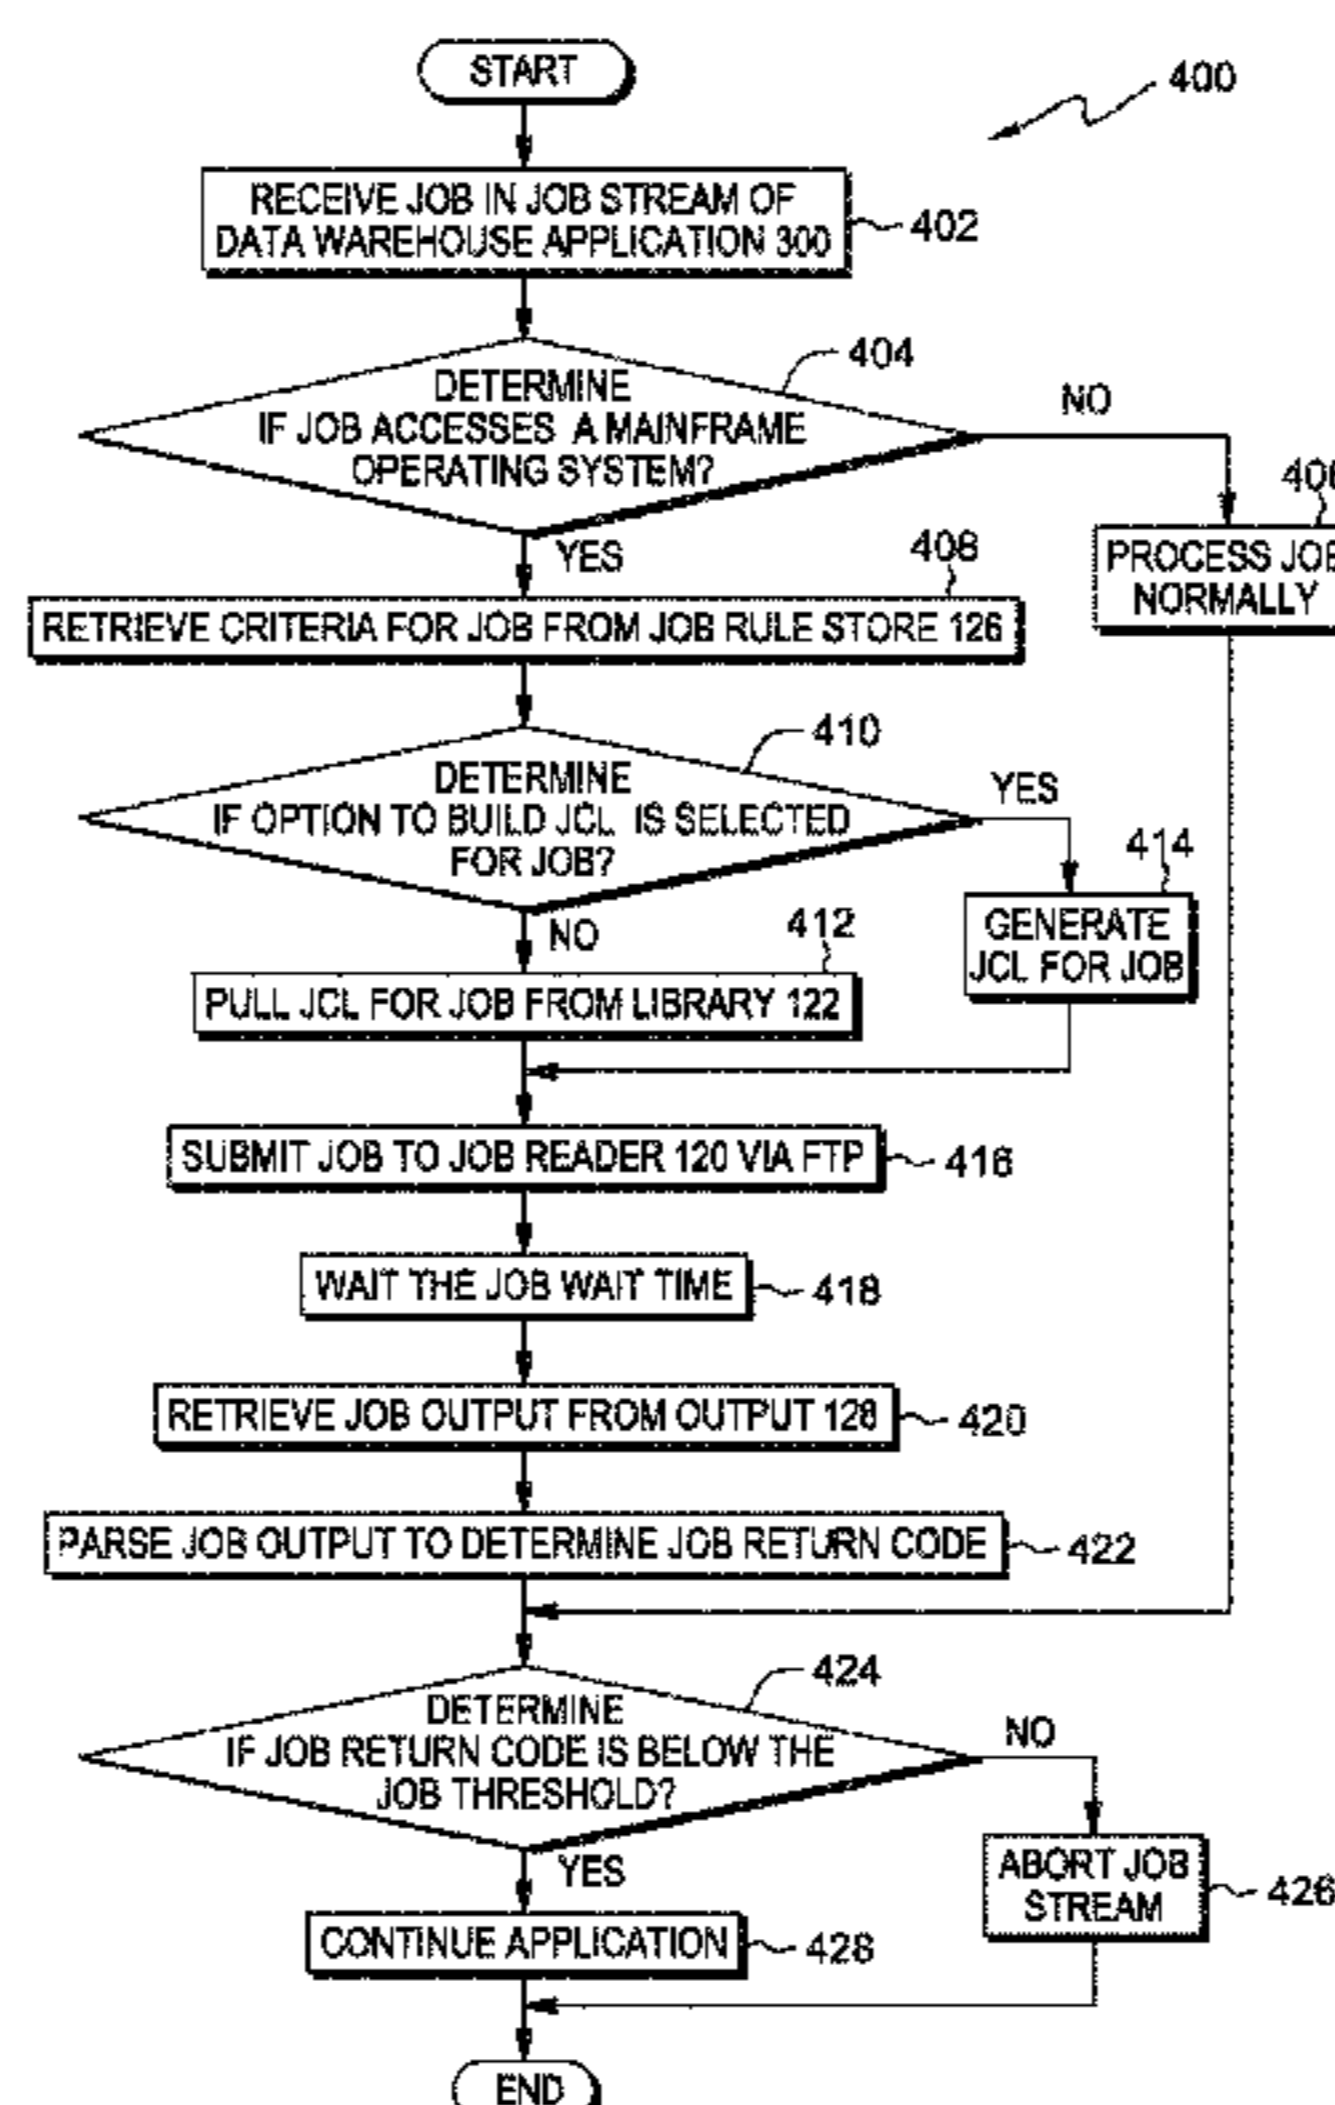 START
400
RECEIVE JOB IN JOB STREAM OF
DATA WAREHOUSE APPLICATION 300
402
404
DETERMINE
IF JOB ACCESSES A MAINFRAME
OPERATING SYSTEM?
NO
YES
PROCESS JOB
NORMALLY
408
RETRIEVE CRITERIA FOR JOB FROM JOB RULE STORE 126
410
DETERMINE
IF OPTION TO BUILD JCL IS SELECTED
FOR JOB?
YES
NO
414
GENERATE
JCL FOR JOB
412
PULL JCL FOR JOB FROM LIBRARY 122
SUBMIT JOB TO JOB READER 120 VIA FTP
416
WAIT THE JOB WAIT TIME
418
RETRIEVE JOB OUTPUT FROM OUTPUT 128
420
PARSE JOB OUTPUT TO DETERMINE JOB RETURN CODE
422
424
DETERMINE
IF JOB RETURN CODE IS BELOW THE
JOB THRESHOLD?
NO
YES
ABORT JOB
STREAM
426
CONTINUE APPLICATION
428
END